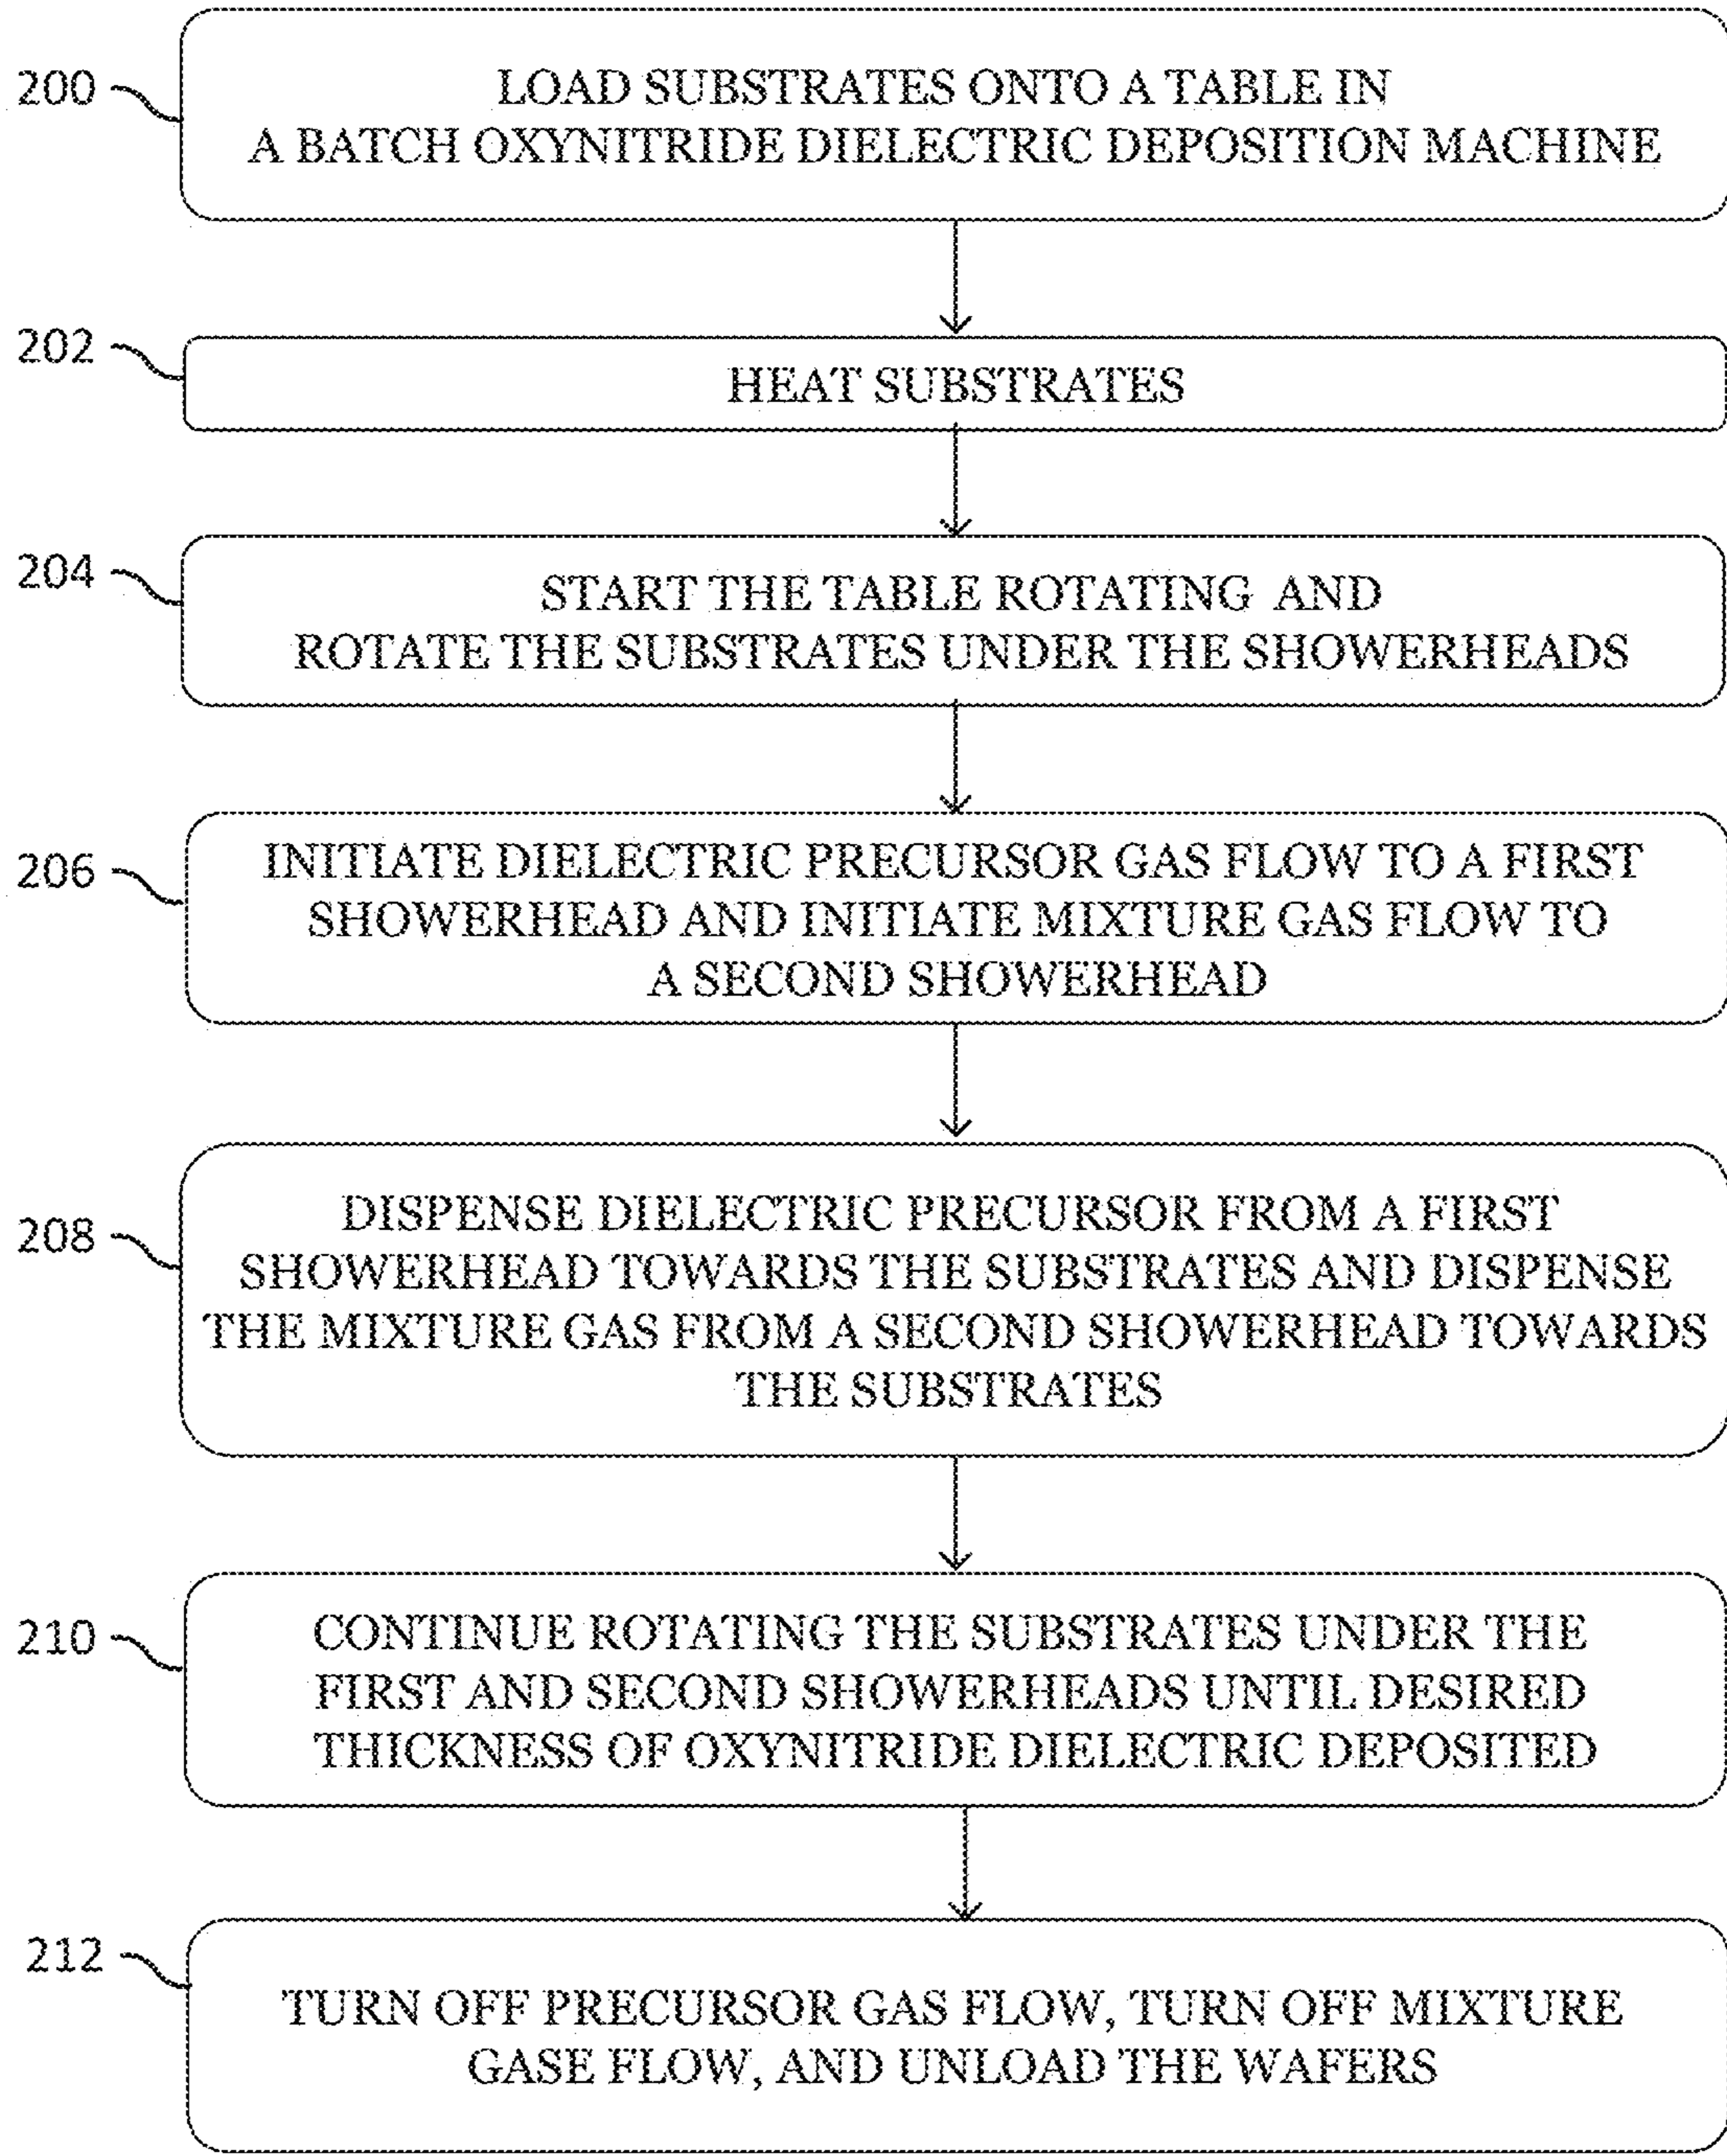 200
LOAD SUBSTRATES ONTO A TABLE IN
A BATCH OXYNITRIDE DIELECTRIC DEPOSITION MACHINE
202
HEAT SUBSTRATES
204
START THE TABLE ROTATING AND
ROTATE THE SUBSTRATES UNDER THE SHOWERHEADS
206
INITIATE DIELECTRIC PRECURSOR GAS FLOW TO A FIRST
SHOWERHEAD AND INITIATE MIXTURE GAS FLOW TO
A SECOND SHOWERHEAD
208
DISPENSE DIELECTRIC PRECURSOR FROM A FIRST
SHOWERHEAD TOWARDS THE SUBSTRATES AND DISPENSE
THE MIXTURE GAS FROM A SECOND SHOWERHEAD TOWARDS
THE SUBSTRATES
210
CONTINUE ROTATING THE SUBSTRATES UNDER THE
FIRST AND SECOND SHOWERHEADS UNTIL DESIRED
THICKNESS OF OXYNITRIDE DIELECTRIC DEPOSITED
212
TURN OFF PRECURSOR GAS FLOW, TURN OFF MIXTURE
GASE FLOW, AND UNLOAD THE WAFERS